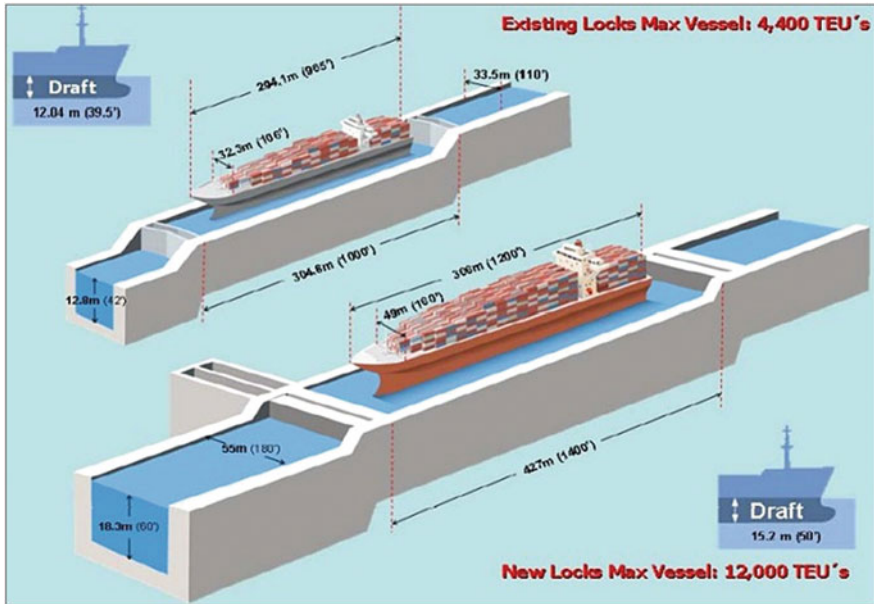 Existing Locks Max Vessel: 4,400 TEU´s
Draft
12.04 m (39.5')
294.1m (965')
33.5m (110')
32.3m (106')
304.8m (1000')
12.8m (42')
366m (1200')
49m (160')
55m (180')
427m (1400')
18.3m (60')
Draft
15.2 m (50')
New Locks Max Vessel: 12,000 TEU´s